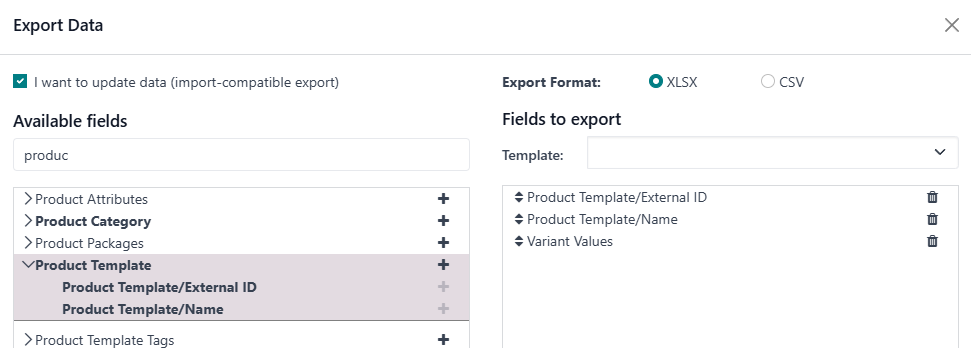 Export Data
I want to update data (import-compatible export)
Export Format:
XLSX
CSV
Available fields
produc
Product Attributes
Product Category
Product Packages
Product Template
Product Template/External ID
Product Template/Name
Product Template Tags
Fields to export
Template:
Product Template/External ID
Product Template/Name
Variant Values